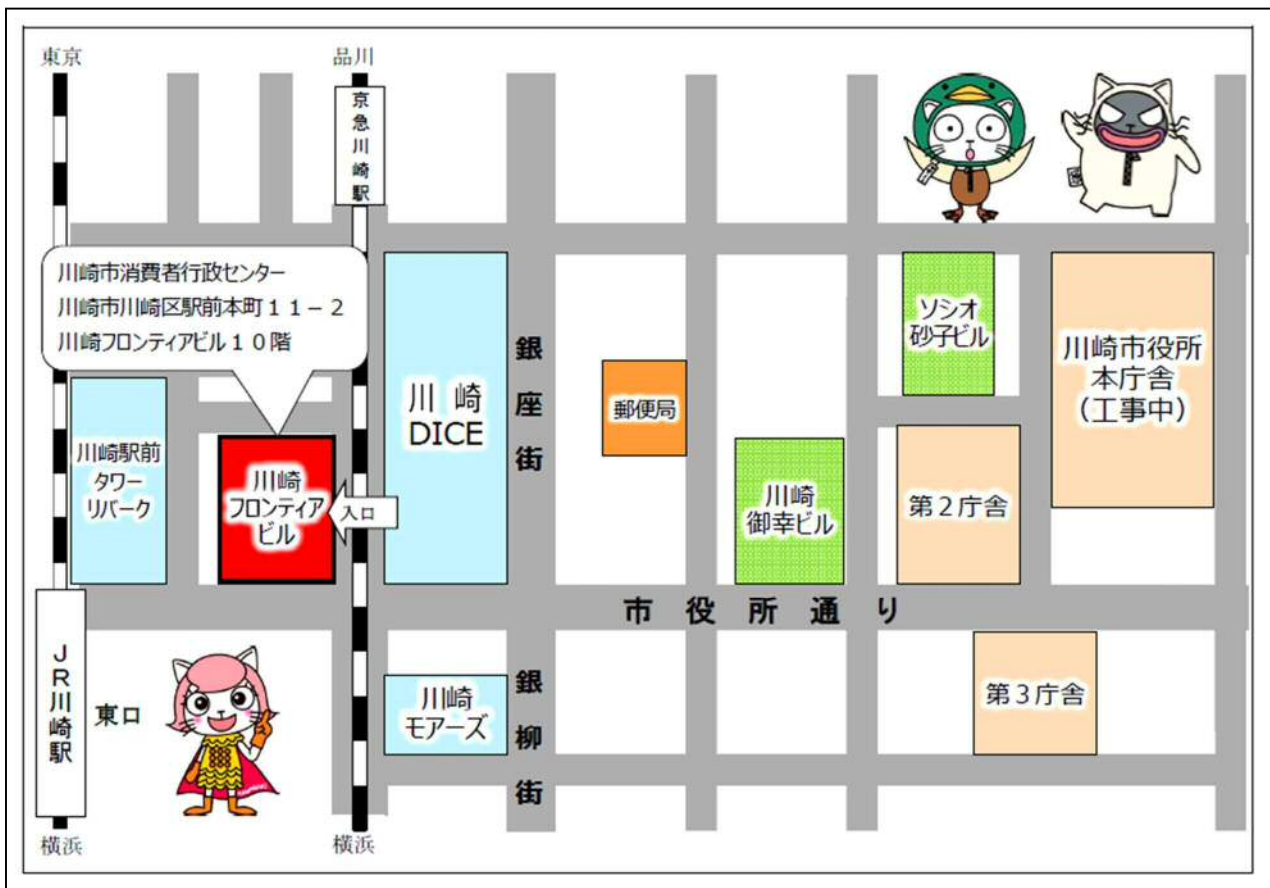 東京
品川
京急川崎駅
川崎市消費者行政センター
川崎市川崎区駅前本町１１－２
川崎フロンティアビル１０階
川崎駅前
タワー
リバーク
川崎
フロンティア
ビル
入口
川崎
DICE
銀座街
郵便局
川崎
御幸ビル
ソシオ
砂子ビル
第２庁舎
川崎市役所
本庁舎
（工事中）
市役所通り
ＪＲ川崎駅
東口
川崎
モアーズ
銀柳街
第３庁舎
横浜
横浜